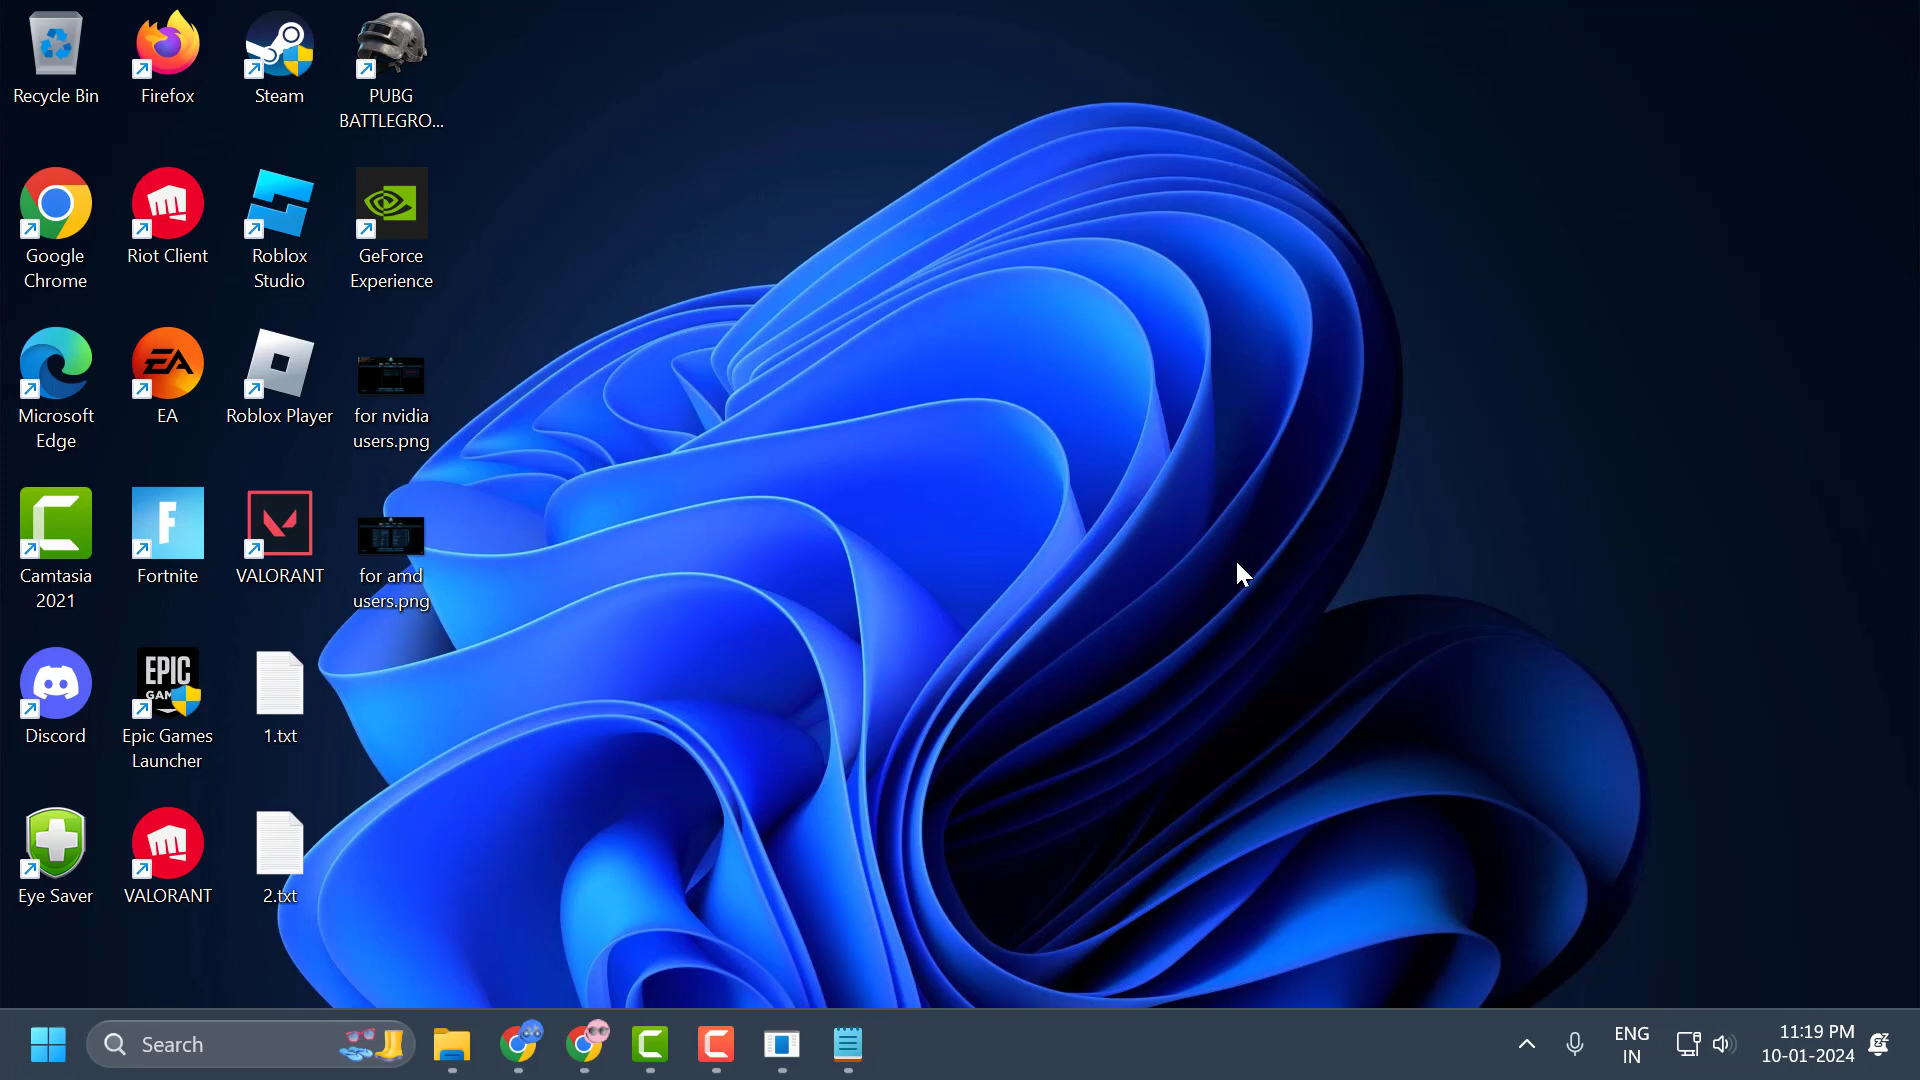 Recycle Bin
Firefox
Steam
PUBG
BATTLEGRO...
Google
Chrome
Riot Client
Roblox
Studio
GeForce
Experience
Microsoft
Edge
EA
EA
Roblox Player
for nvidia
users.png
Camtasia
2021
F
Fortnite
VALORANT
for amd
users.png
Discord
EPIC
GAM
Epic Games
Launcher
1.txt
Eye Saver
VALORANT
2.txt
Search
ENG
IN
11:19 PM
10-01-2024